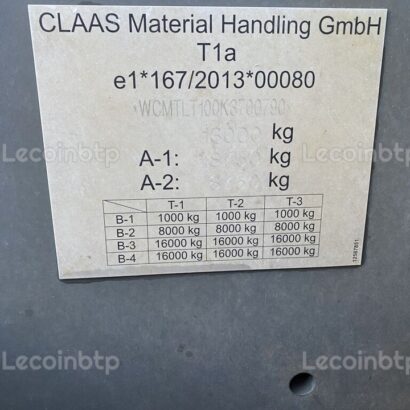 CLAAS Material Handling GmbH
T1a
e1*167/2013*00080
kg
A-1: kg
A-2: kg
T-1 T-2 T-3
B-1 1000 kg 1000 kg 1000 kg
B-2 8000 kg 8000 kg 8000 kg
B-3 16000 kg 16000 kg 16000 kg
B-4 16000 kg 16000 kg 16000 kg
Lecoinbtp Lecoinbtp
Lecoinbtp Lecoinbtp